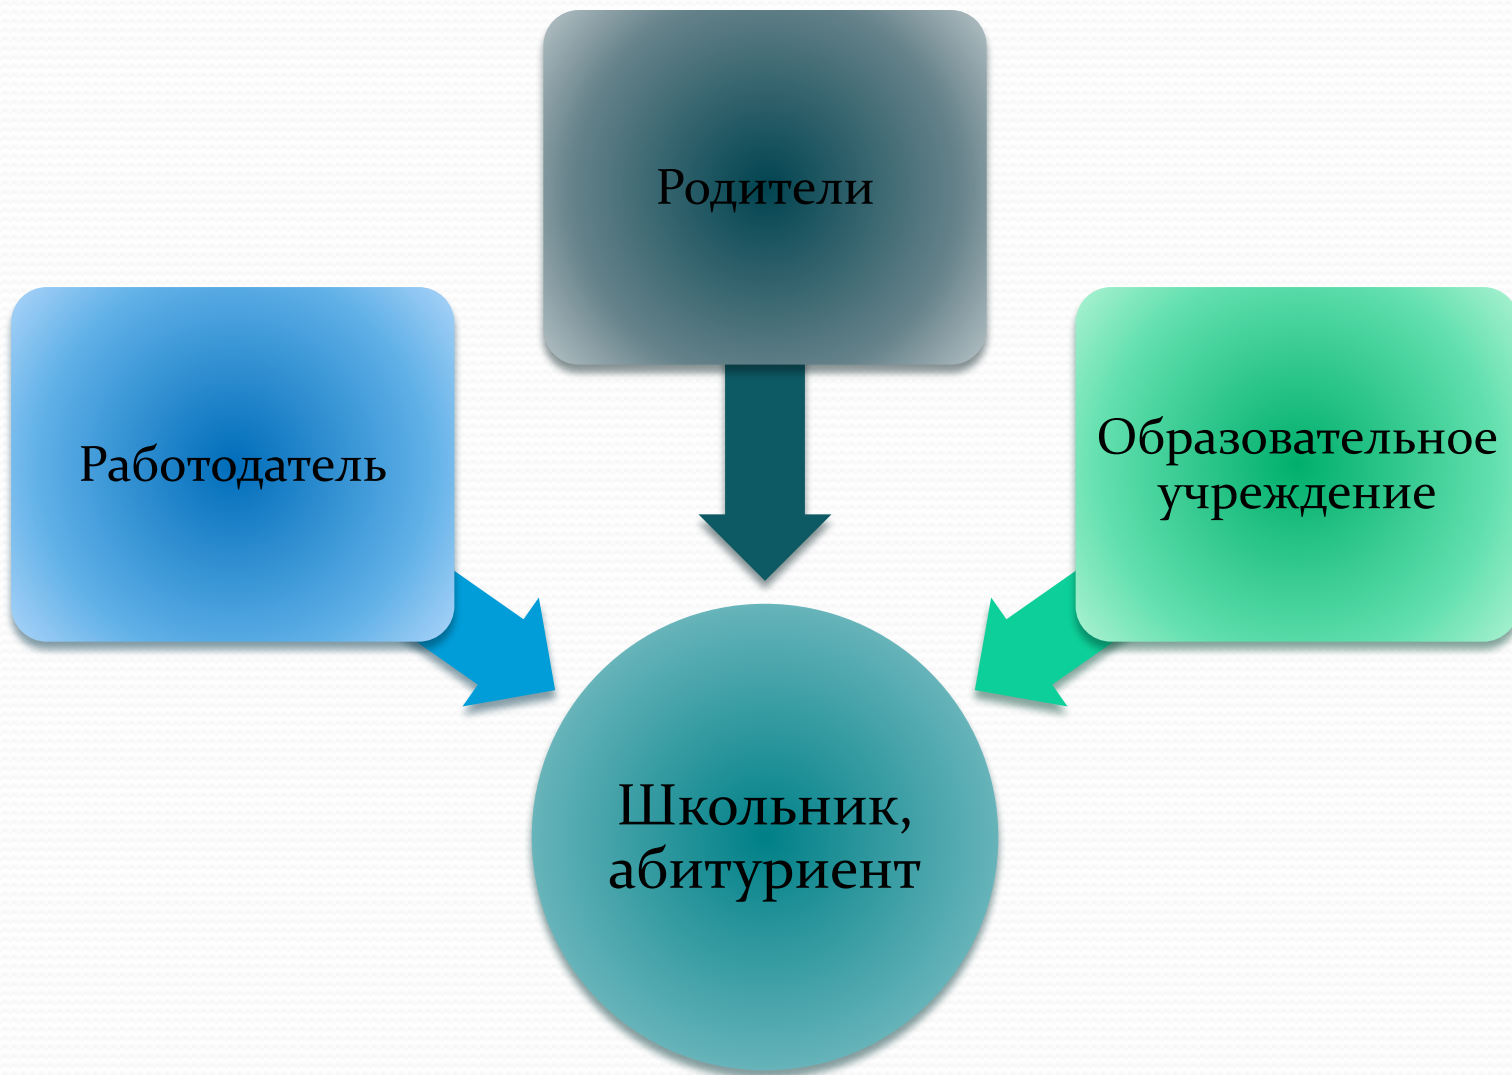 Родители
Работодатель
Образовательное
учреждение
Школьник,
абитуриент